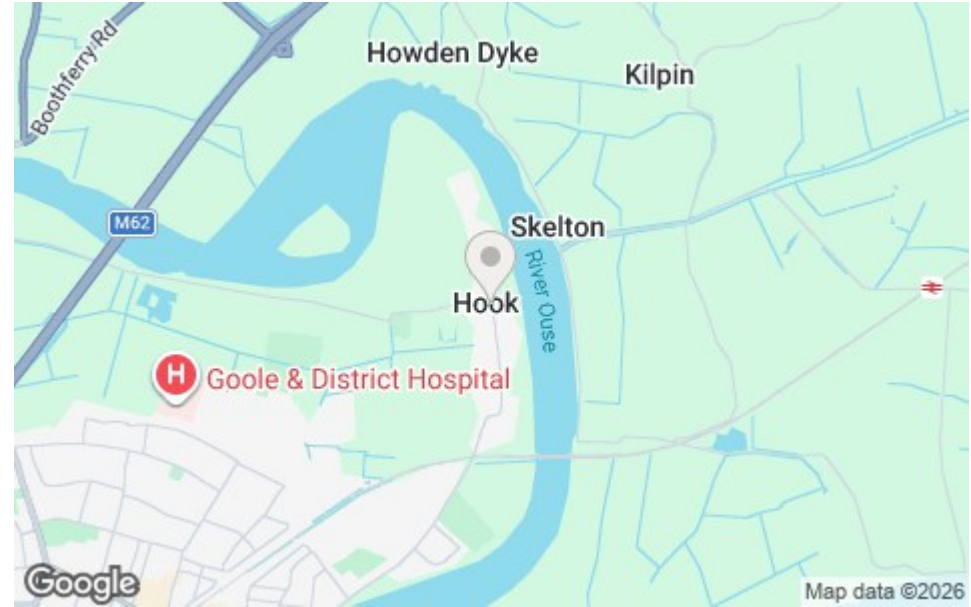 Boothferry Rd
Howden Dyke
Kilpin
M62
Skelton
River Ouse
Hook
H
Goole & District Hospital
Google
Map data ©2026